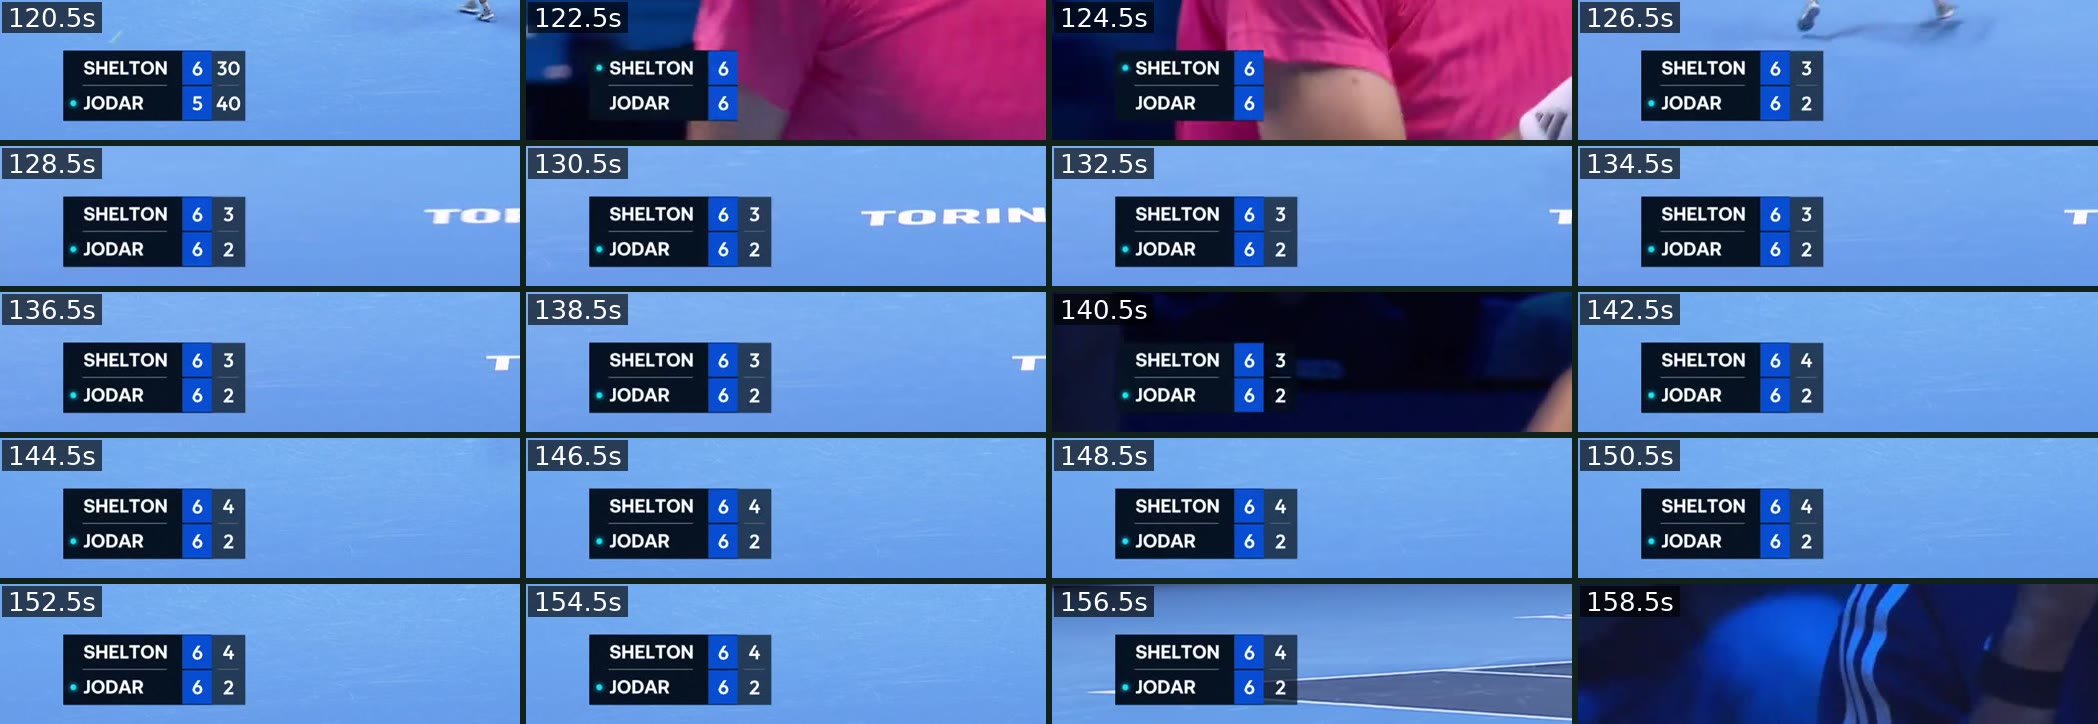 120.5s
SHELTON 6 30
JODAR 5 40
122.5s
SHELTON 6
JODAR 6
124.5s
SHELTON 6
JODAR 6
126.5s
SHELTON 6 3
JODAR 6 2
128.5s
SHELTON 6 3
JODAR 6 2
130.5s
TORIN
SHELTON 6 3
JODAR 6 2
132.5s
SHELTON 6 3
JODAR 6 2
134.5s
SHELTON 6 3
JODAR 6 2
136.5s
SHELTON 6 3
JODAR 6 2
138.5s
SHELTON 6 3
JODAR 6 2
140.5s
SHELTON 6 3
JODAR 6 2
142.5s
SHELTON 6 4
JODAR 6 2
144.5s
SHELTON 6 4
JODAR 6 2
146.5s
SHELTON 6 4
JODAR 6 2
148.5s
SHELTON 6 4
JODAR 6 2
150.5s
SHELTON 6 4
JODAR 6 2
152.5s
SHELTON 6 4
JODAR 6 2
154.5s
SHELTON 6 4
JODAR 6 2
156.5s
SHELTON 6 4
JODAR 6 2
158.5s